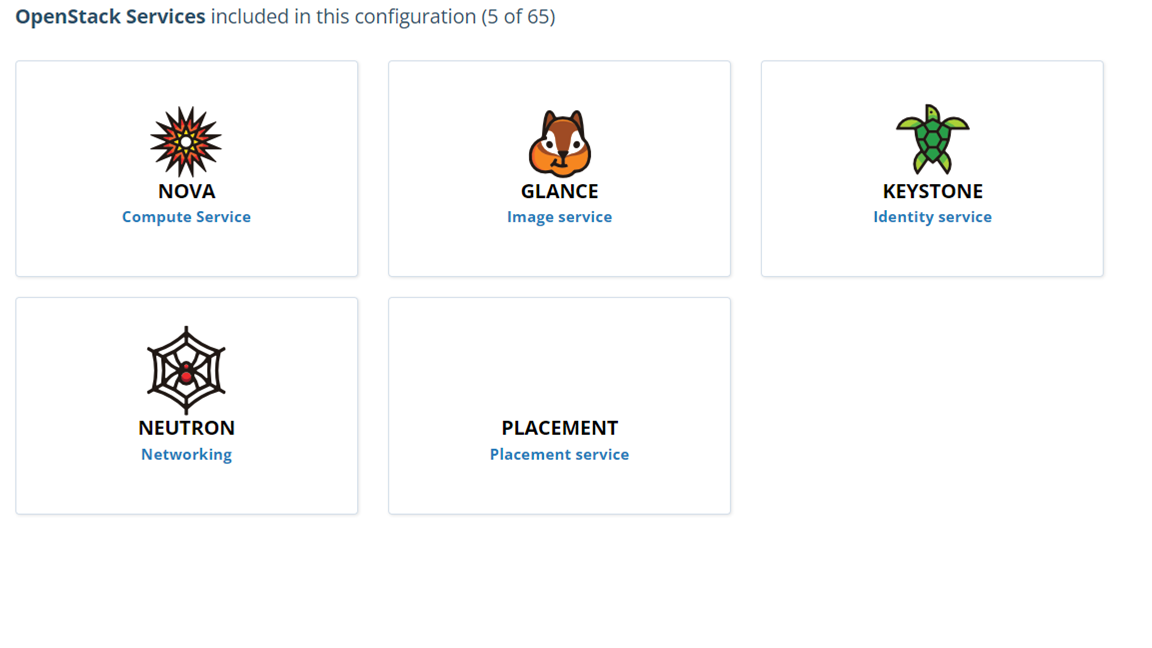 OpenStack Services included in this configuration (5 of 65)
NOVA
Compute Service
GLANCE
Image service
KEYSTONE
Identity service
NEUTRON
Networking
PLACEMENT
Placement service